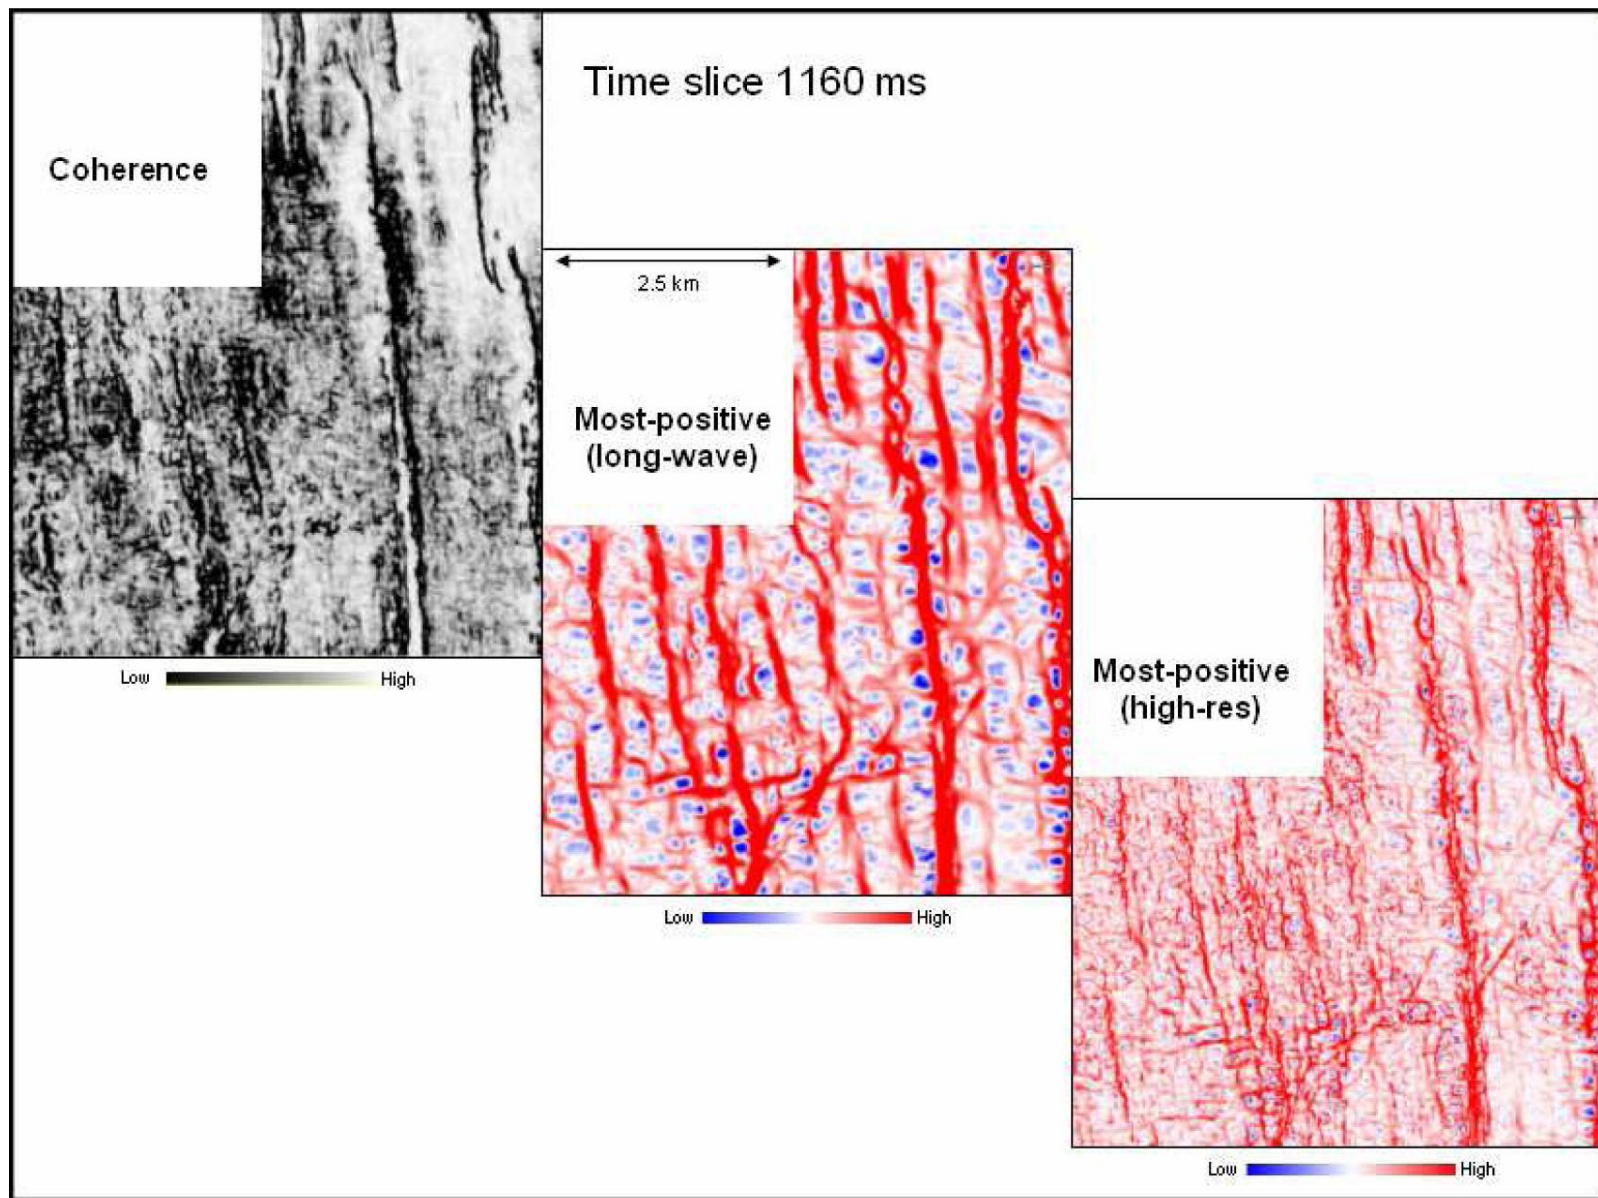 Time slice 1160 ms
Coherence
Low High
2.5 km
Most-positive
(long-wave)
Low High
Most-positive
(high-res)
Low High